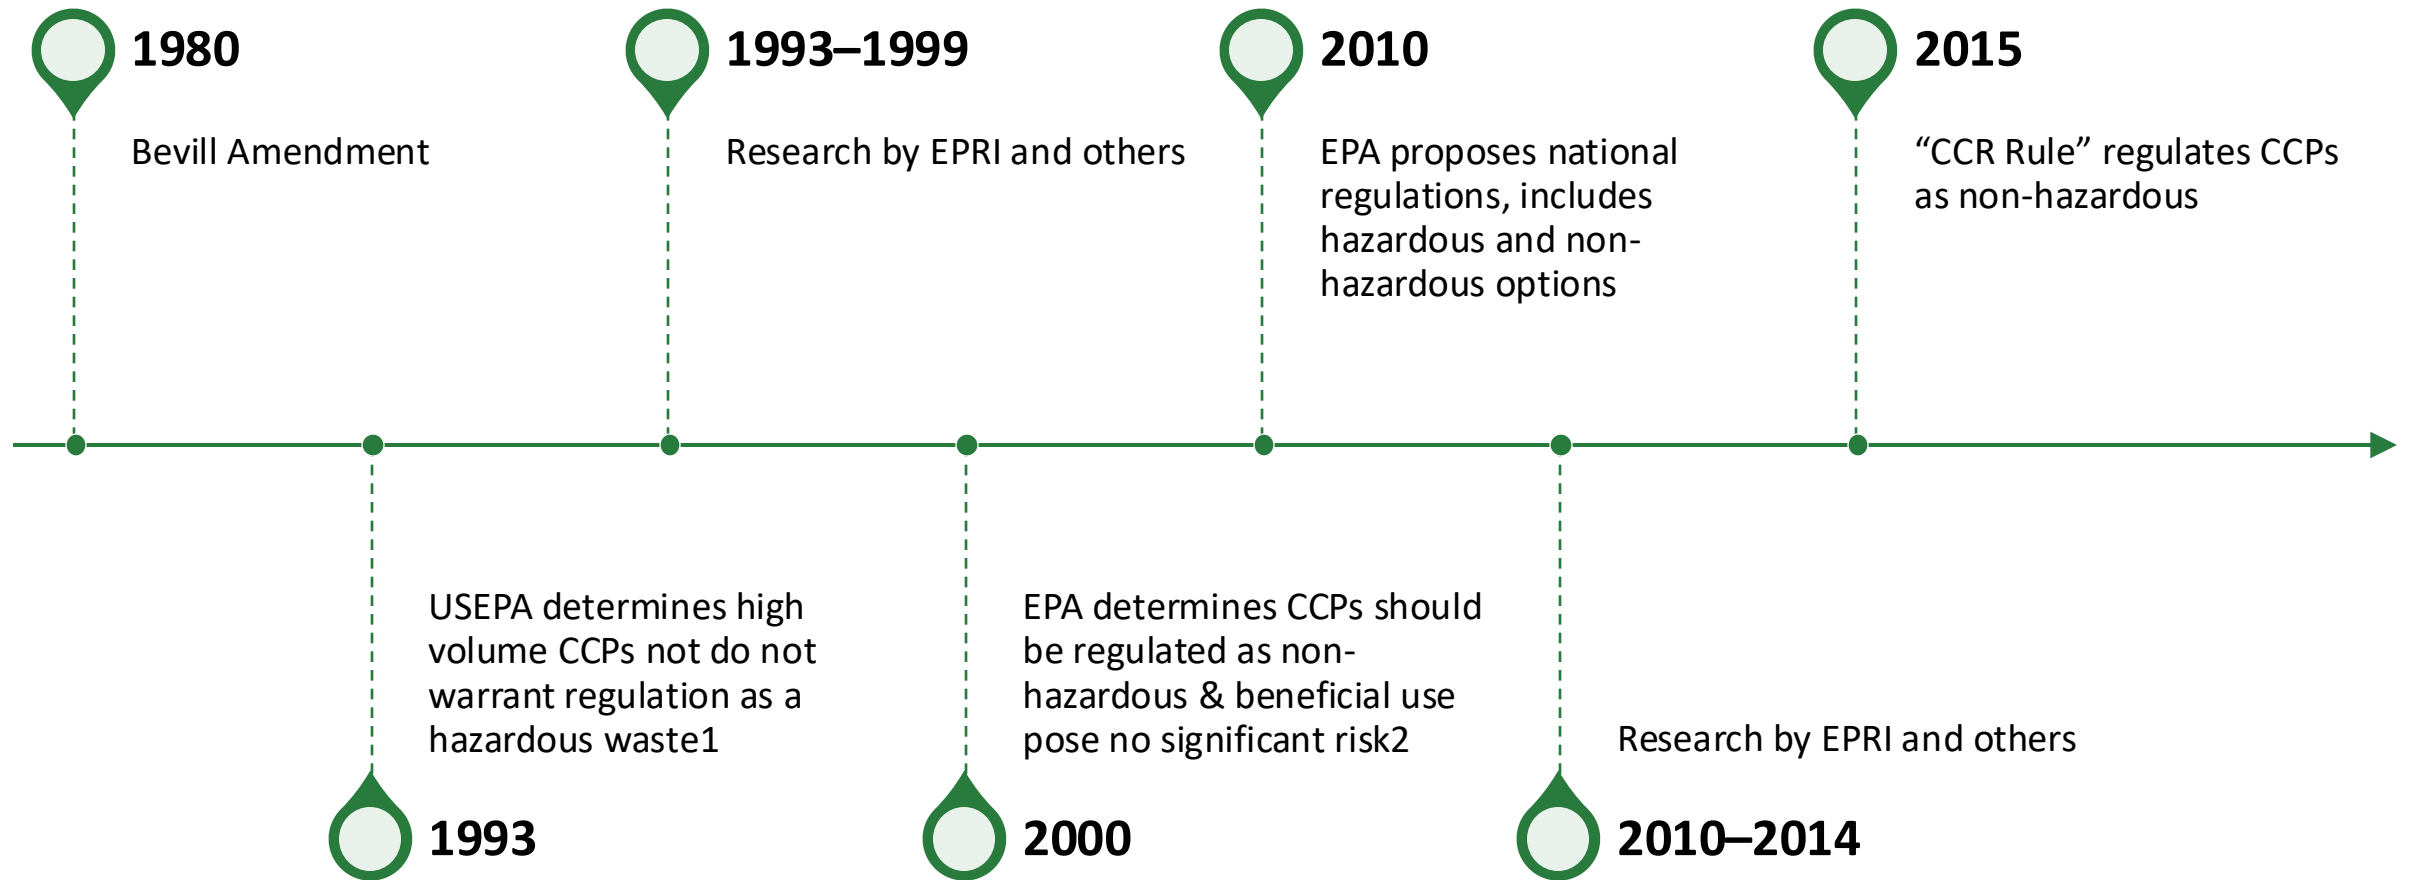 1980
Bevill Amendment
1993–1999
Research by EPRI and others
2010
EPA proposes national
regulations, includes
hazardous and non-
hazardous options
2015
“CCR Rule” regulates CCPs
as non-hazardous
USEPA determines high
volume CCPs not do not
warrant regulation as a
hazardous waste1
1993
EPA determines CCPs should
be regulated as non-
hazardous & beneficial use
pose no significant risk2
2000
Research by EPRI and others
2010–2014